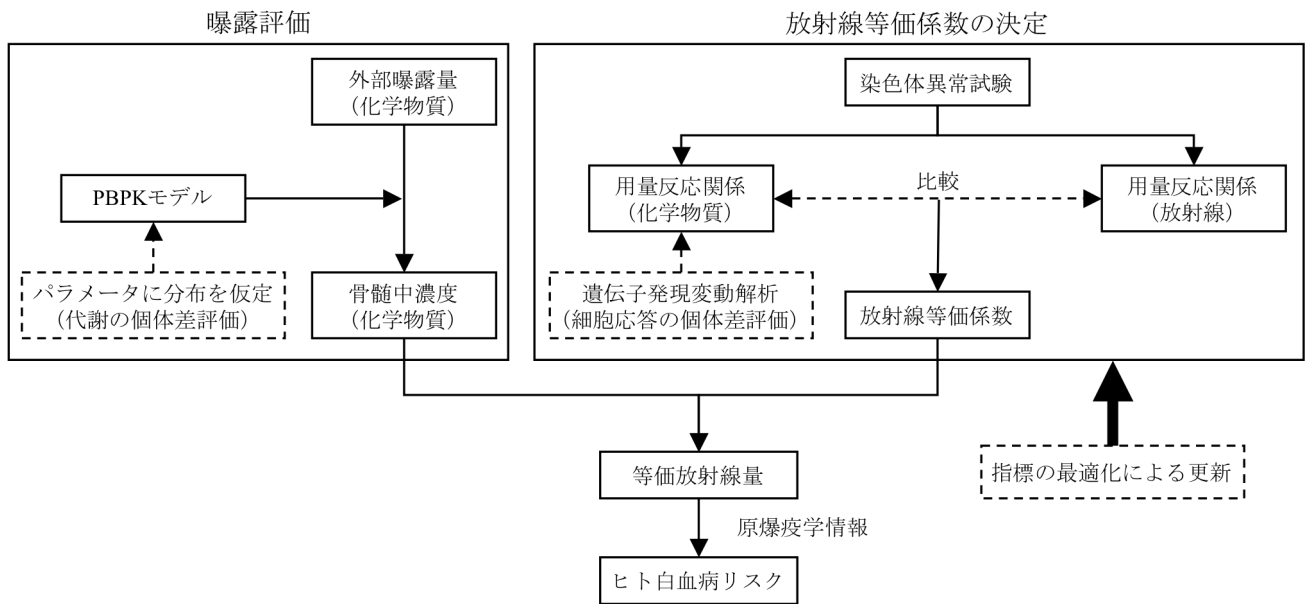 曝露評価
外部曝露量
（化学物質）
PBPKモデル
パラメータに分布を仮定
（代謝の個体差評価）
骨髄中濃度
（化学物質）
放射線等価係数の決定
染色体異常試験
用量反応関係
（化学物質）
比較
用量反応関係
（放射線）
遺伝子発現変動解析
（細胞応答の個体差評価）
放射線等価係数
等価放射線量
指標の最適化による更新
原爆疫学情報
ヒト白血病リスク